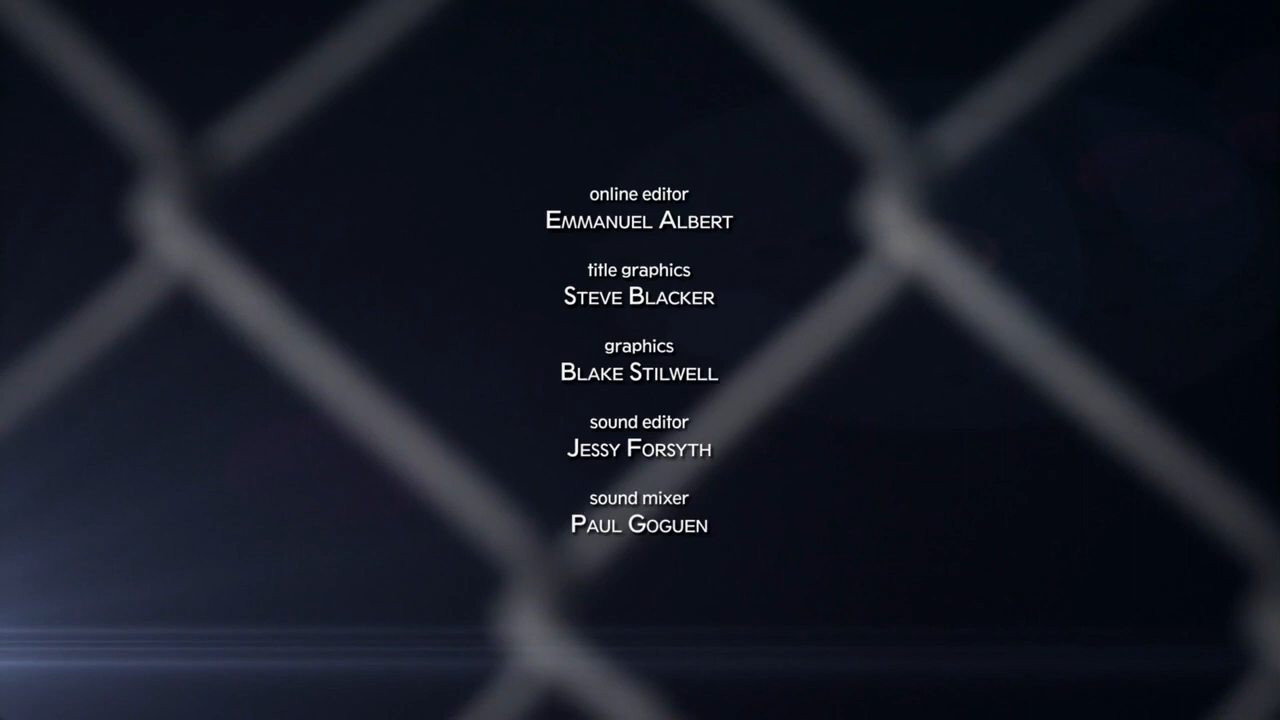 online editor
EMMANUEL ALBERT
title graphics
STEVE BLACKER
graphics
BLAKE STILWELL
sound editor
JESSY FORSYTH
sound mixer
PAUL GOGUEN